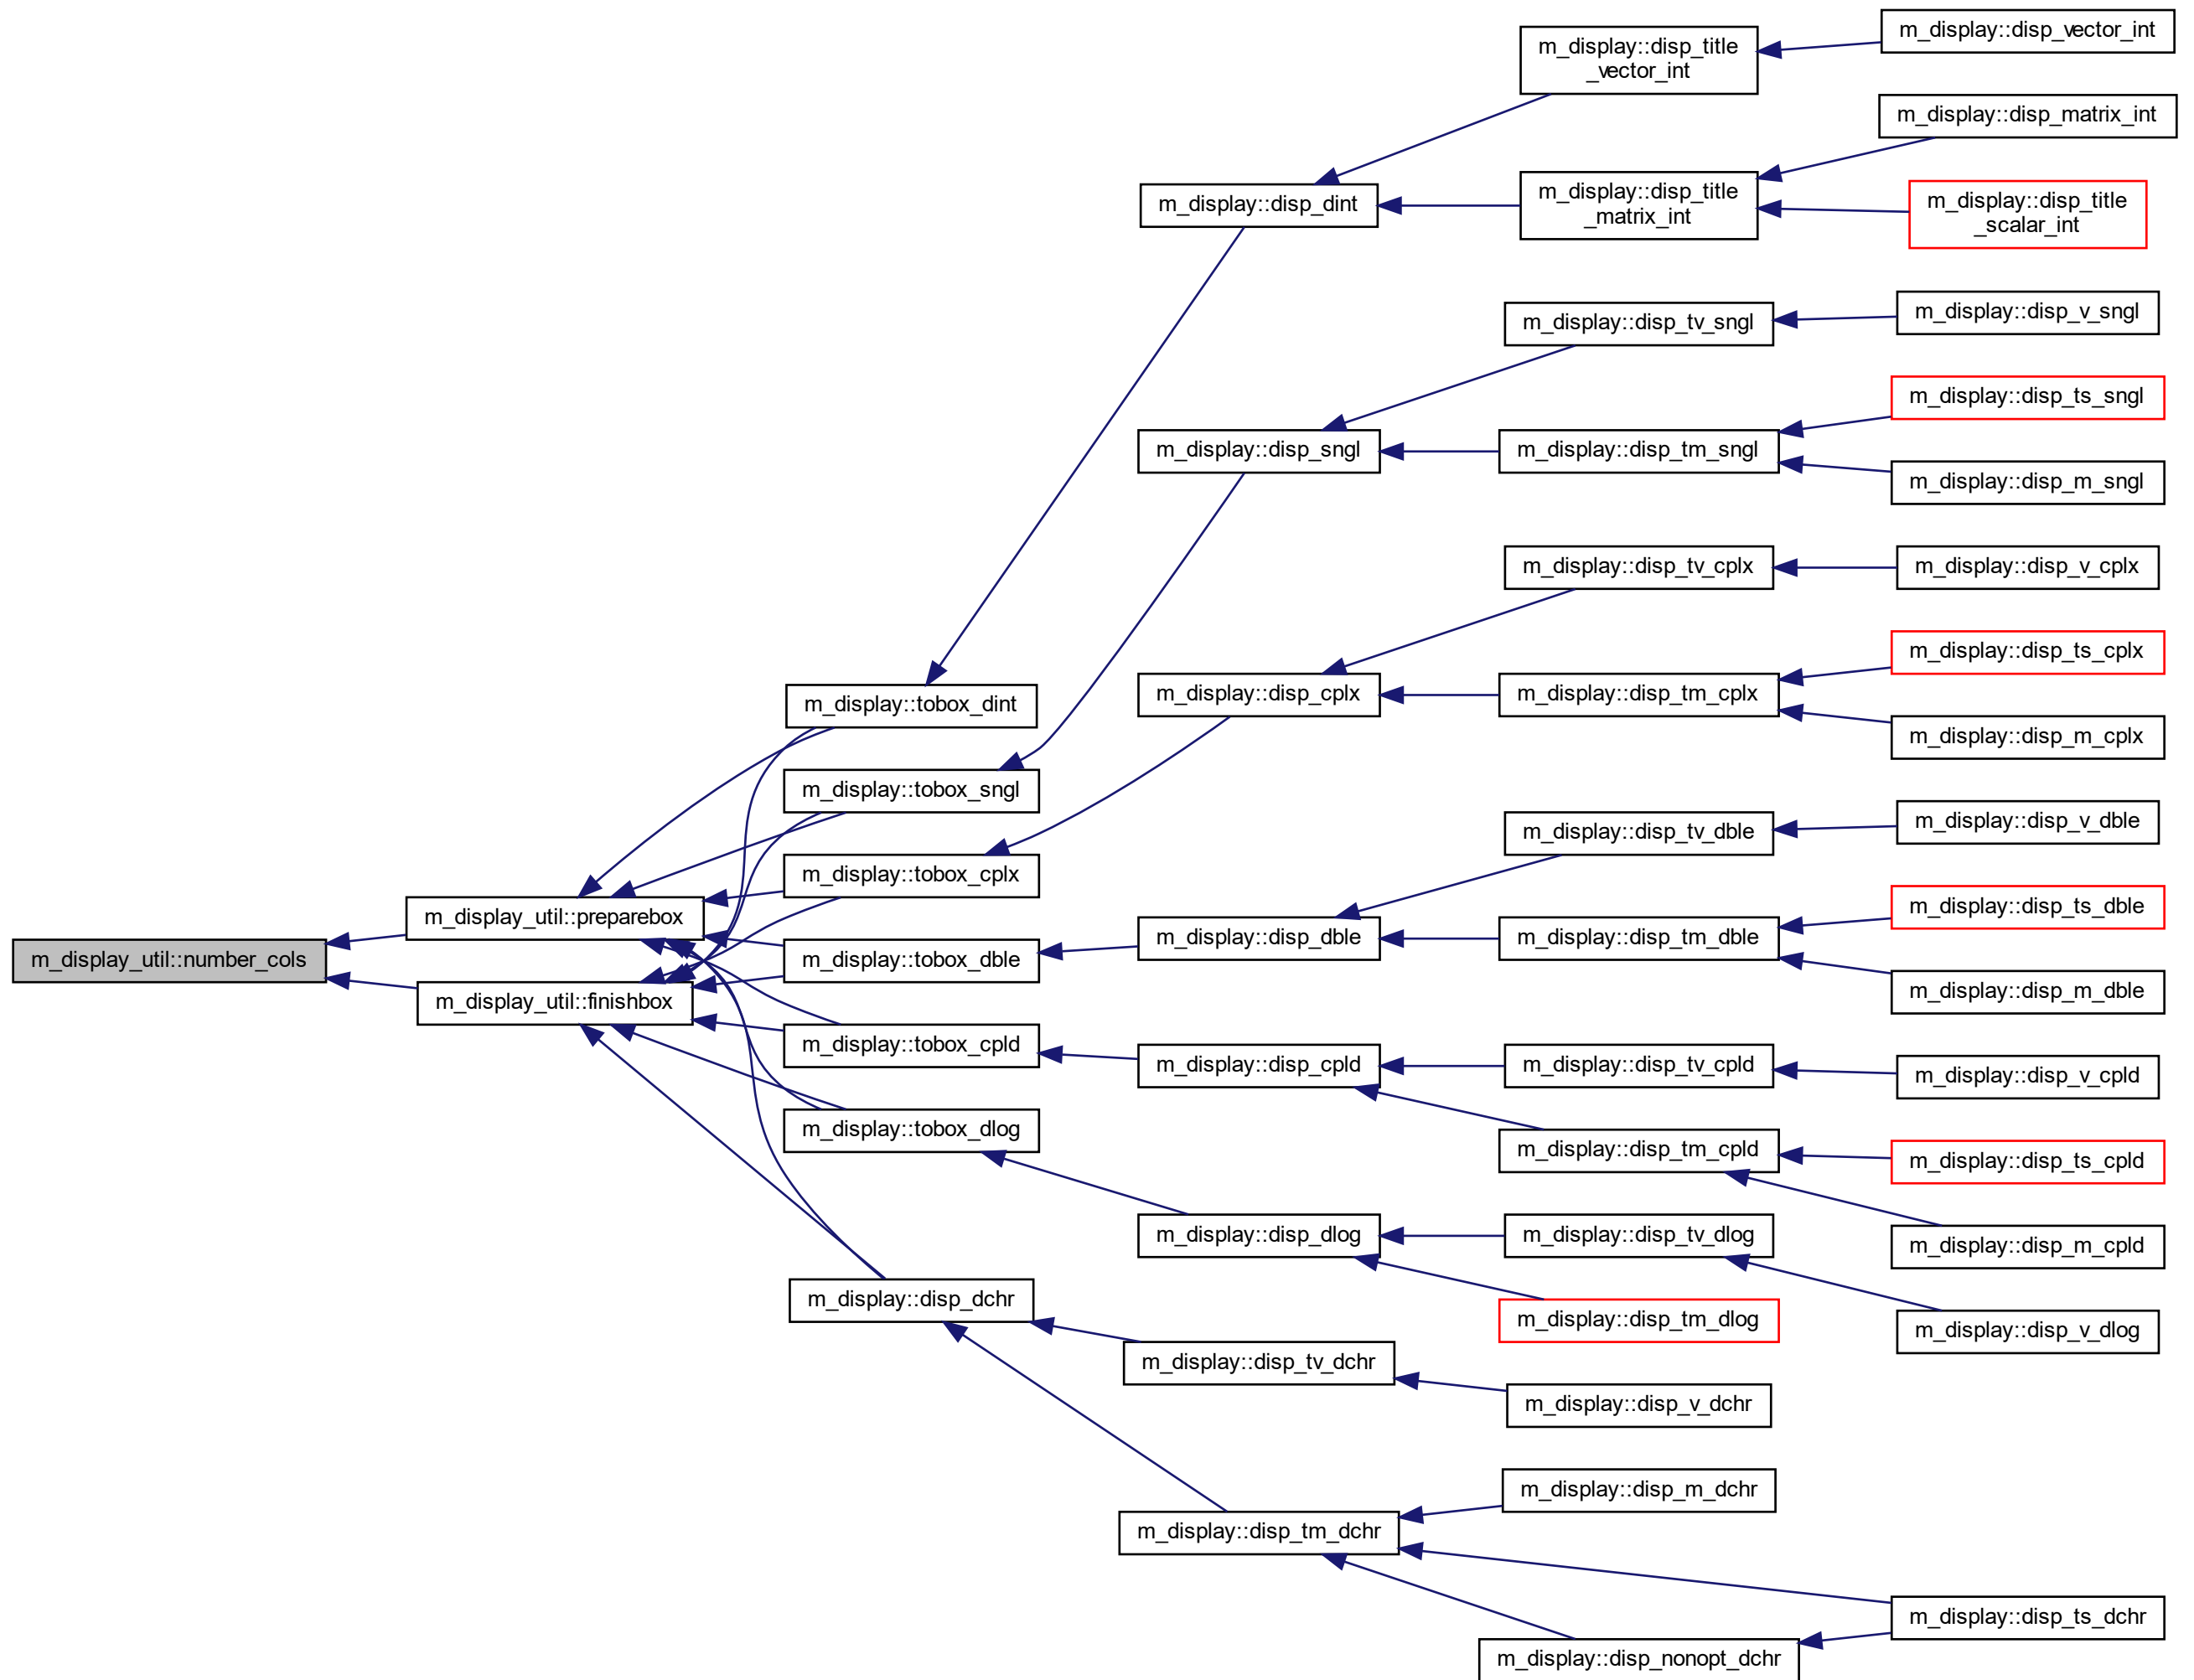 m_display_util::number_cols
m_display_util::preparebox
m_display_util::finishbox
m_display::tobox_dint
m_display::tobox_sngl
m_display::tobox_cplx
m_display::tobox_dble
m_display::tobox_cpld
m_display::tobox_dlog
m_display::disp_dchr
m_display::disp_dint
m_display::disp_sngl
m_display::disp_cplx
m_display::disp_dble
m_display::disp_cpld
m_display::disp_dlog
m_display::disp_tv_dchr
m_display::disp_tm_dchr
m_display::disp_title
_vector_int
m_display::disp_title
_matrix_int
m_display::disp_tv_sngl
m_display::disp_tm_sngl
m_display::disp_tv_cplx
m_display::disp_tm_cplx
m_display::disp_tv_dble
m_display::disp_tm_dble
m_display::disp_tv_cpld
m_display::disp_tm_cpld
m_display::disp_tv_dlog
m_display::disp_tm_dlog
m_display::disp_v_dchr
m_display::disp_m_dchr
m_display::disp_nonopt_dchr
m_display::disp_vector_int
m_display::disp_matrix_int
m_display::disp_title
_scalar_int
m_display::disp_v_sngl
m_display::disp_ts_sngl
m_display::disp_m_sngl
m_display::disp_v_cplx
m_display::disp_ts_cplx
m_display::disp_m_cplx
m_display::disp_v_dble
m_display::disp_ts_dble
m_display::disp_m_dble
m_display::disp_v_cpld
m_display::disp_ts_cpld
m_display::disp_m_cpld
m_display::disp_v_dlog
m_display::disp_ts_dchr